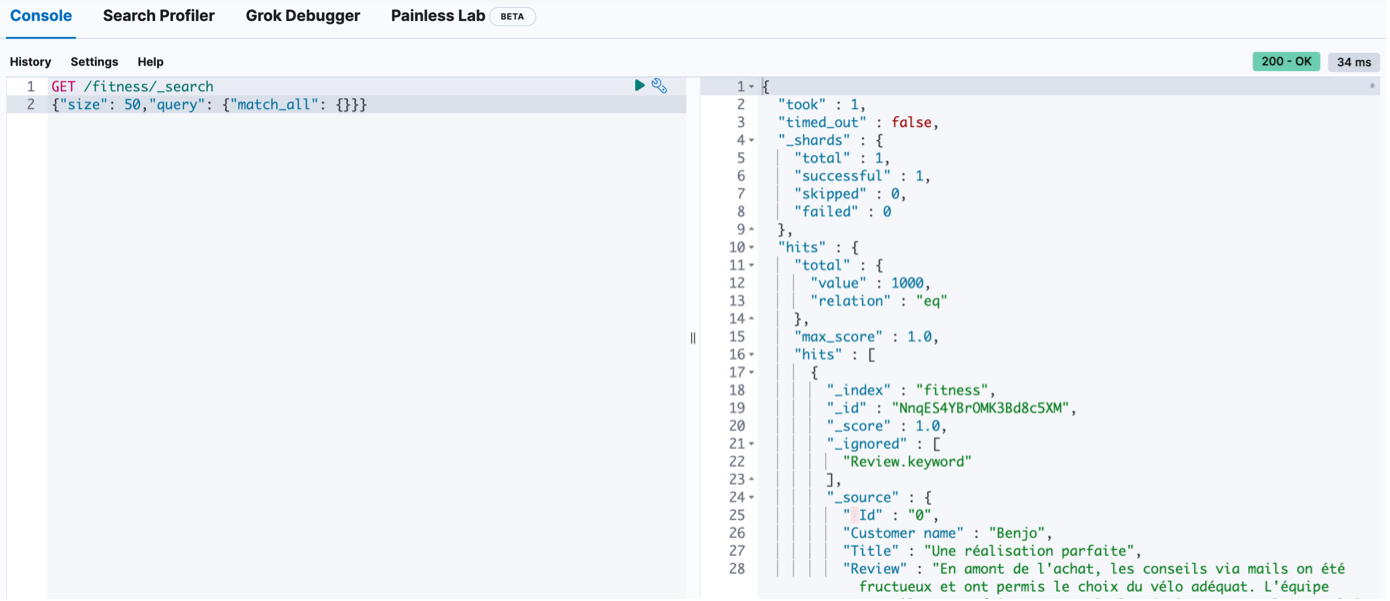 Console Search Profiler Grok Debugger Painless Lab BETA
History Settings Help 200 - OK 34 ms
1 GET /fitness/_search
2 {"size": 50,"query": {"match_all": {}}}
1 {
2 "took" : 1,
3 "timed_out" : false,
4 "_shards" : {
5 "total" : 1,
6 "successful" : 1,
7 "skipped" : 0,
8 "failed" : 0
9 },
10 "hits" : {
11 "total" : {
12 "value" : 1000,
13 "relation" : "eq"
14 },
15 "max_score" : 1.0,
16 "hits" : [
17 {
18 "_index" : "fitness",
19 "_id" : "NnqES4YBrOMK3Bd8c5XM",
20 "_score" : 1.0,
21 "_ignored" : [
22 "Review.keyword"
23 ],
24 "_source" : {
25 " Id" : "0",
26 "Customer name" : "Benjo",
27 "Title" : "Une réalisation parfaite",
28 "Review" : "En amont de l'achat, les conseils via mails on été
fructueux et ont permis le choix du vélo adéquat. L'équipe